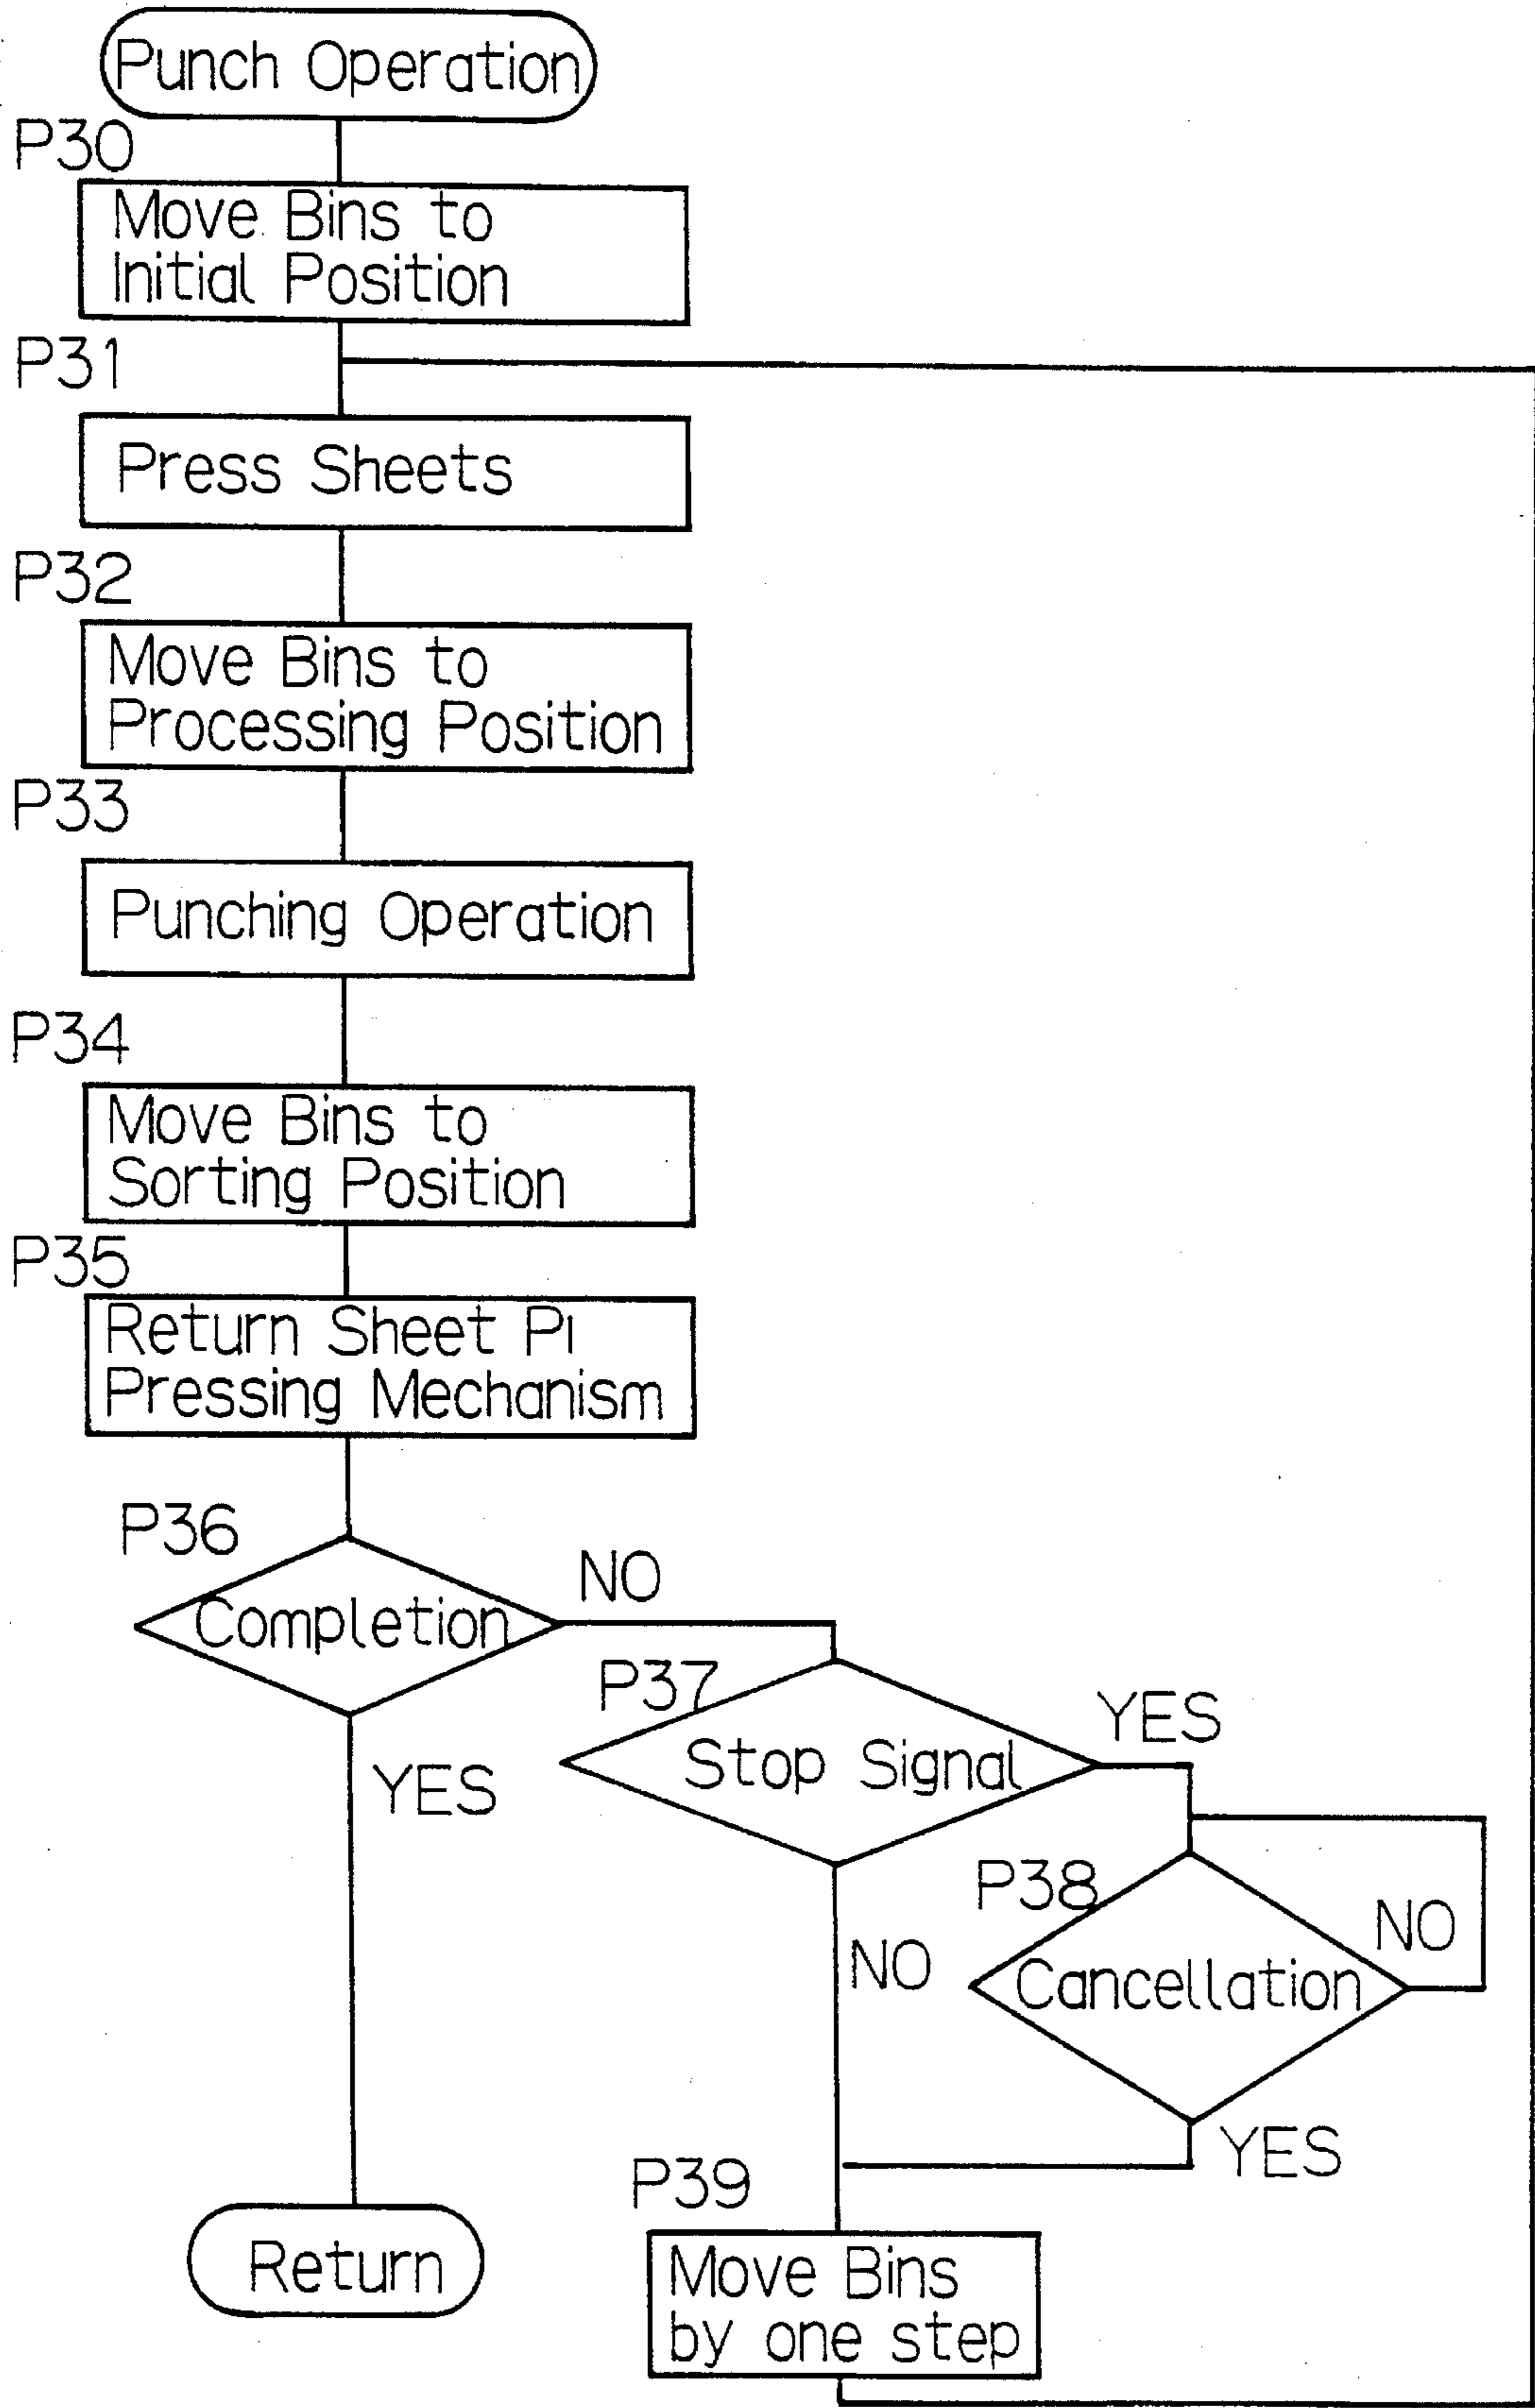 Punch Operation
P30
Move Bins to
Initial Position
P31
Press Sheets
P32
Move Bins to
Processing Position
P33
Punching Operation
P34
Move Bins to
Sorting Position
P35
Return Sheet Pi
Pressing Mechanism
P36
Completion
NO
YES
P37
Stop Signal
YES
NO
P38
Cancellation
NO
YES
P39
Move Bins
by one step
Return